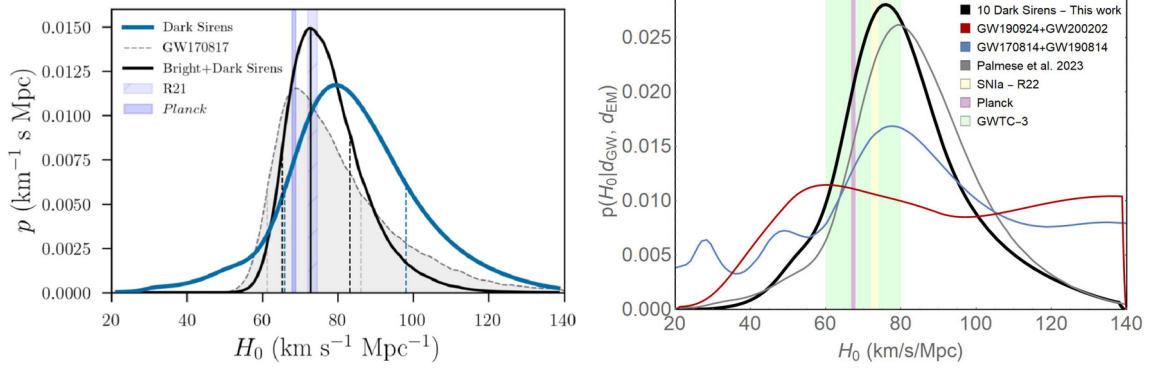 0.0150
0.0125
0.0100
0.0075
0.0050
0.0025
0.0000
p (km⁻¹ s Mpc)
Dark Sirens
GW170817
Bright+Dark Sirens
R21
Planck
20 40 60 80 100 120 140
H₀ (km s⁻¹ Mpc⁻¹)
0.025
0.020
0.015
0.010
0.005
0.000
p(H₀|d_GW, d_EM)
10 Dark Sirens – This work
GW190924+GW200202
GW170814+GW190814
Palmese et al. 2023
SNIa – R22
Planck
GWTC–3
20 40 60 80 100 120 140
H₀ (km/s/Mpc)